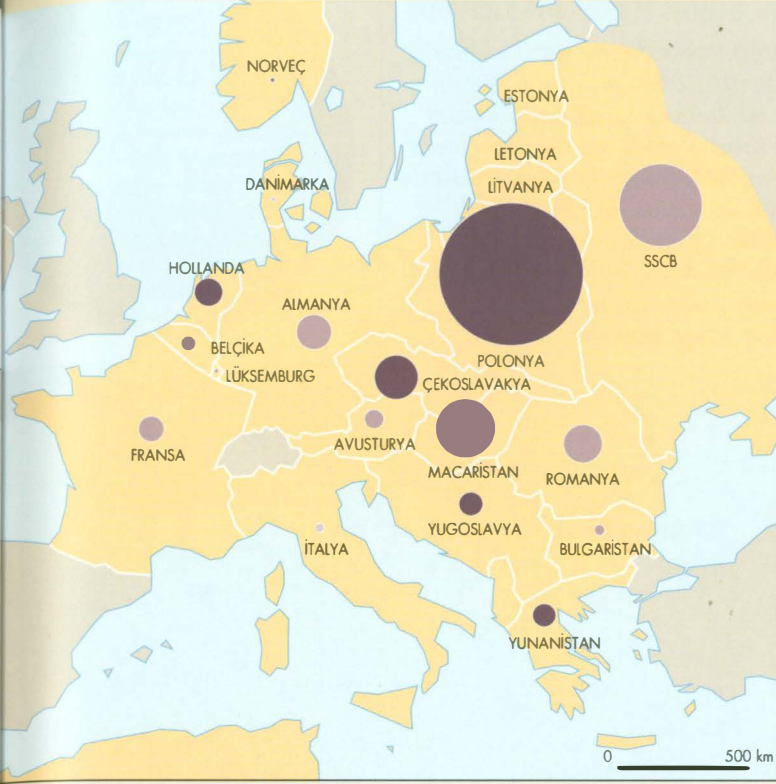 NORVEÇ
ESTONYA
LETONYA
DANİMARKA
LİTVANYA
SSCB
HOLLANDA
ALMANYA
BELÇİKA
POLONYA
LÜKSEMBURG
ÇEKOSLAVAKYA
AVUSTURYA
FRANSA
MACARİSTAN
ROMANYA
YUGOSLAVYA
İTALYA
BULGARİSTAN
YUNANİSTAN
0 500 km